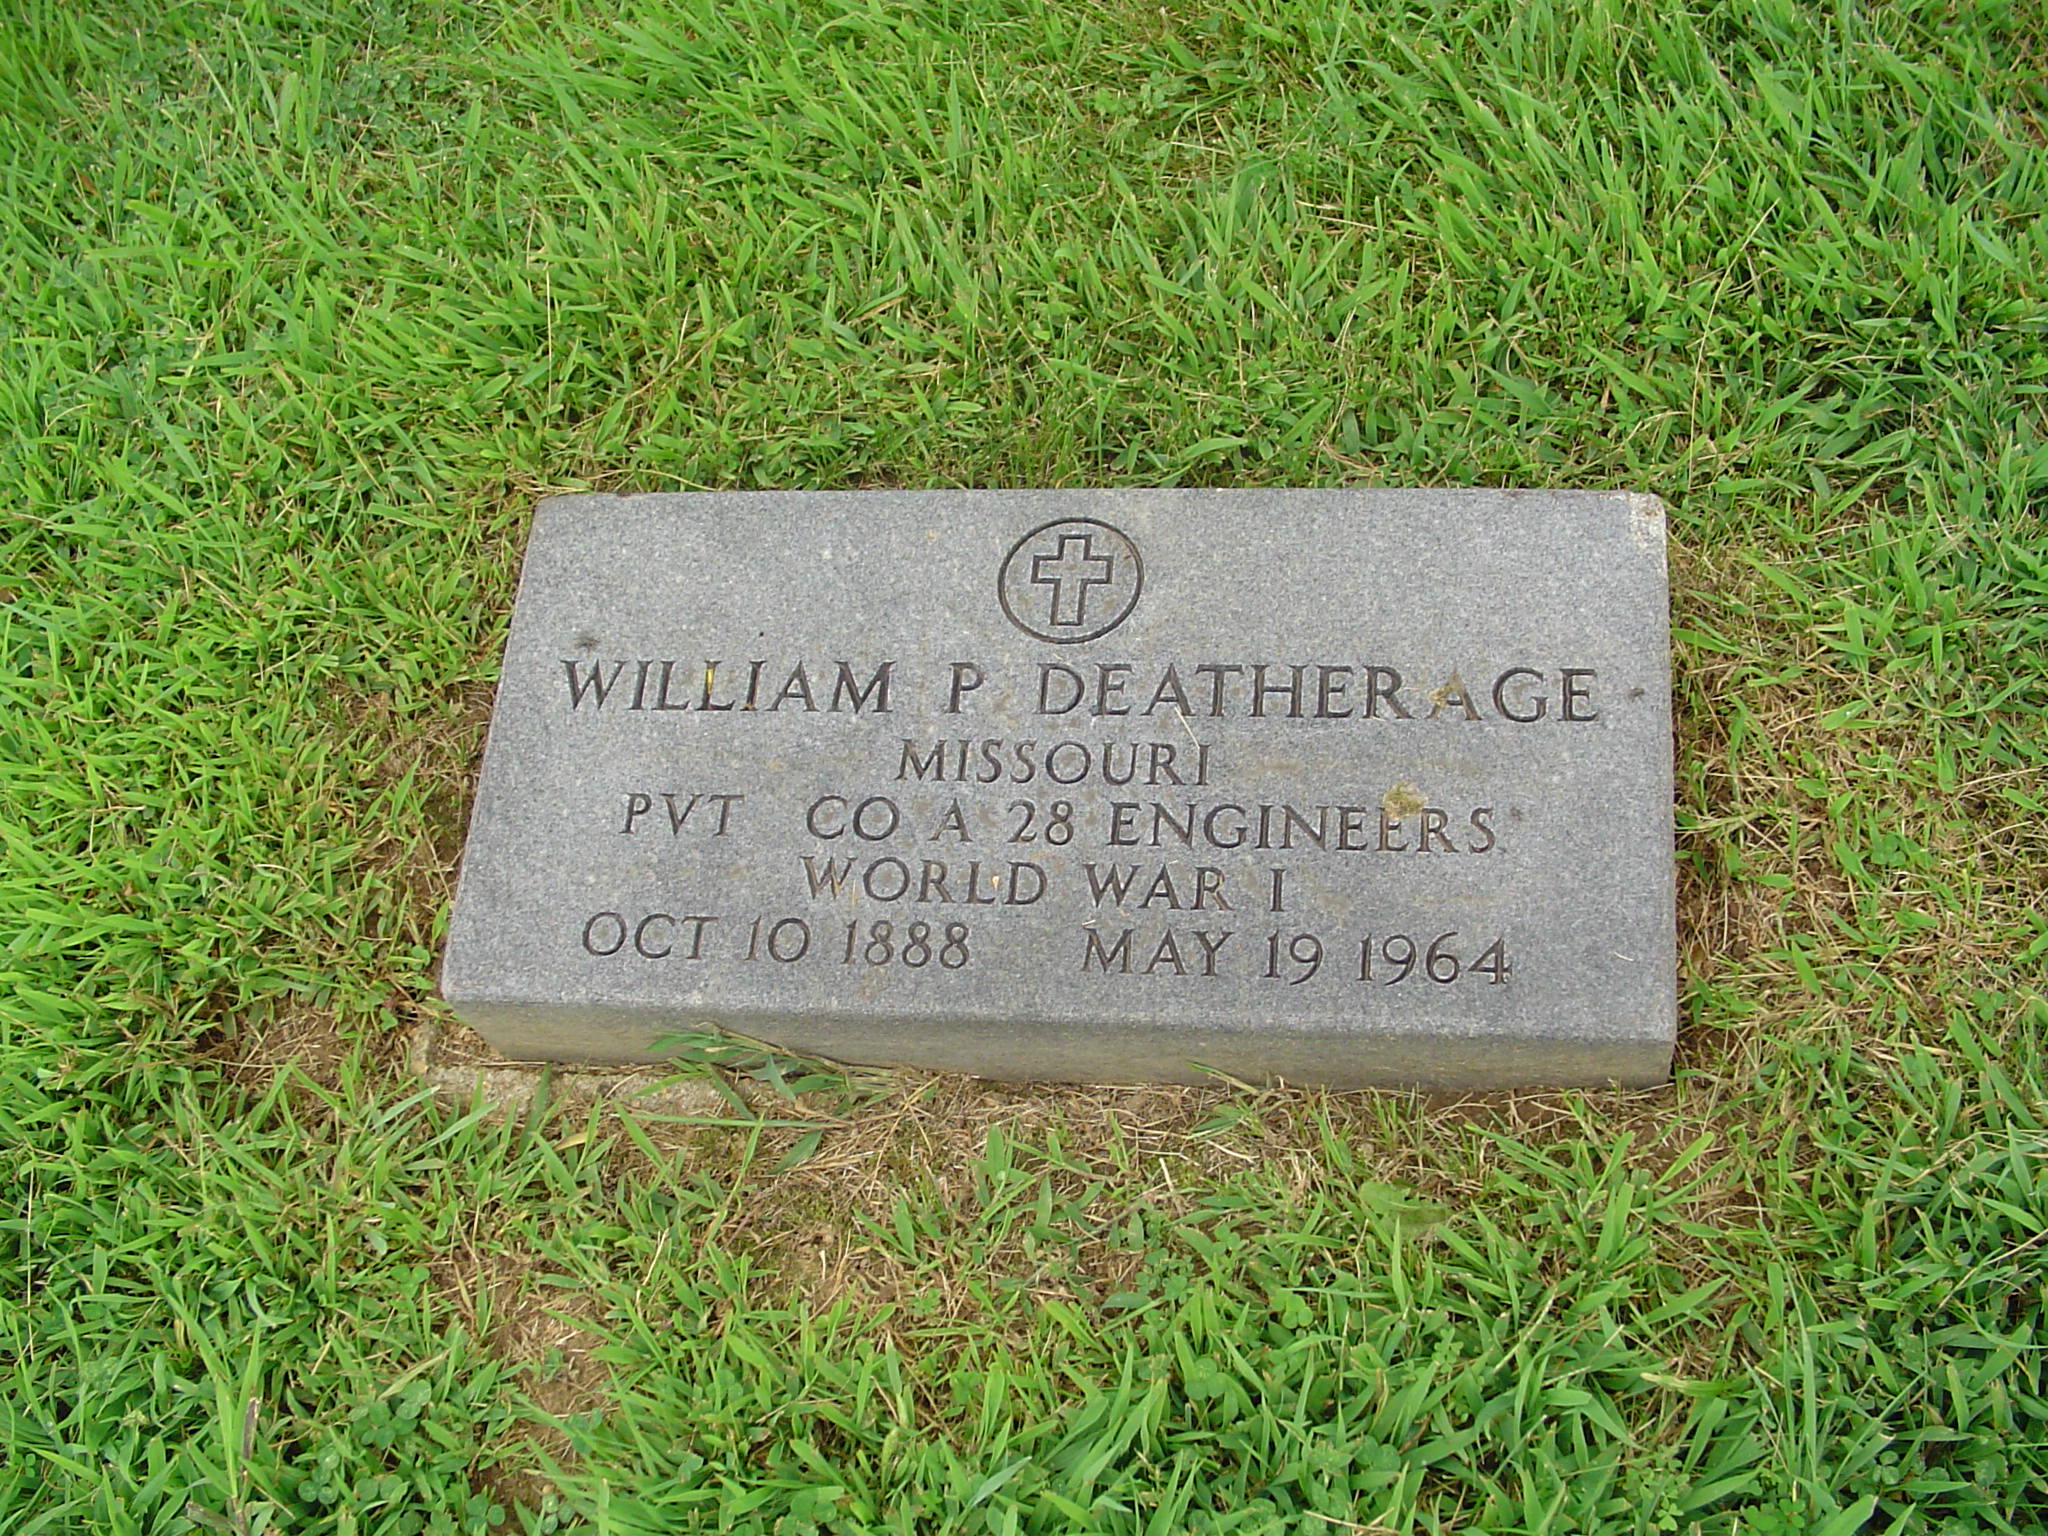 WILLIAM P DEATHERAGE
MISSOURI
PVT CO A 28 ENGINEERS
WORLD WAR I
OCT 10 1888 MAY 19 1964